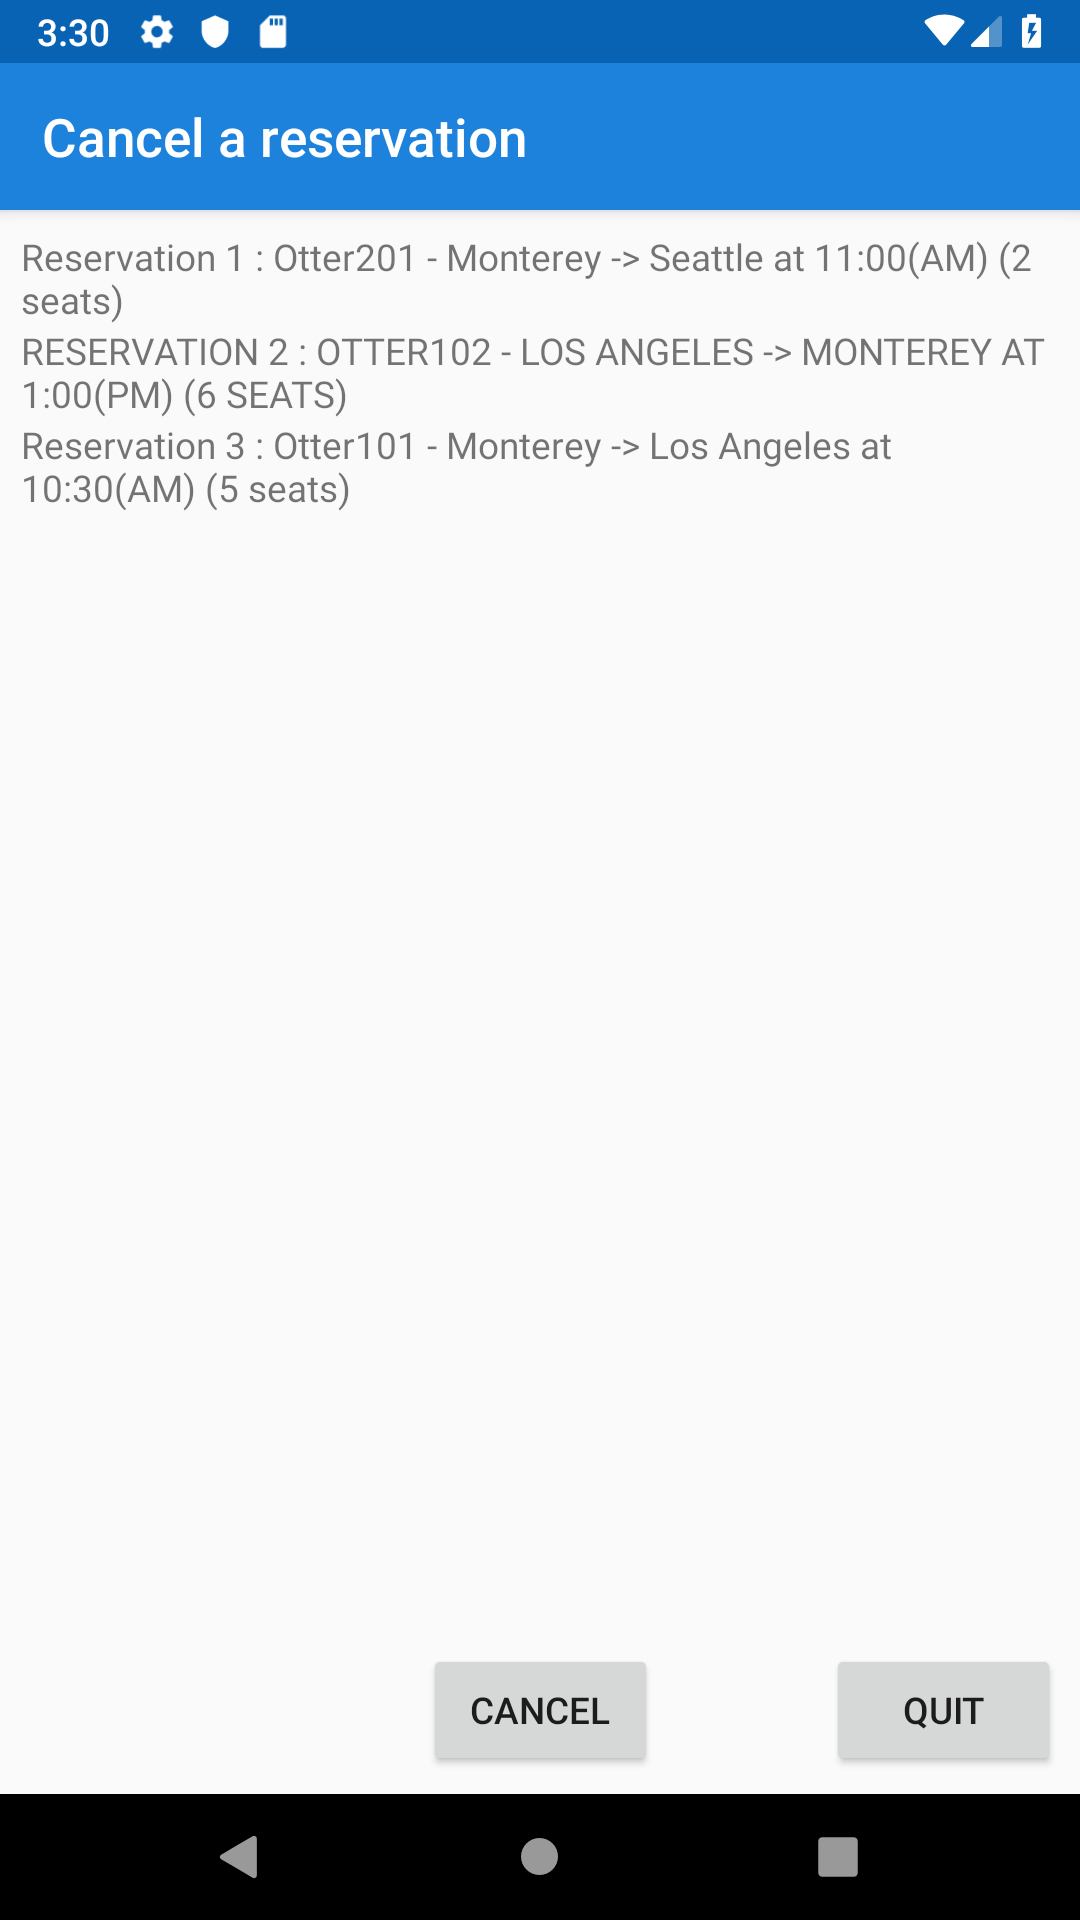 3:30
Cancel a reservation
Reservation 1 : Otter201 - Monterey -> Seattle at 11:00(AM) (2
seats)
RESERVATION 2 : OTTER102 - LOS ANGELES -> MONTEREY AT
1:00(PM) (6 SEATS)
Reservation 3 : Otter101 - Monterey -> Los Angeles at
10:30(AM) (5 seats)
CANCEL
QUIT